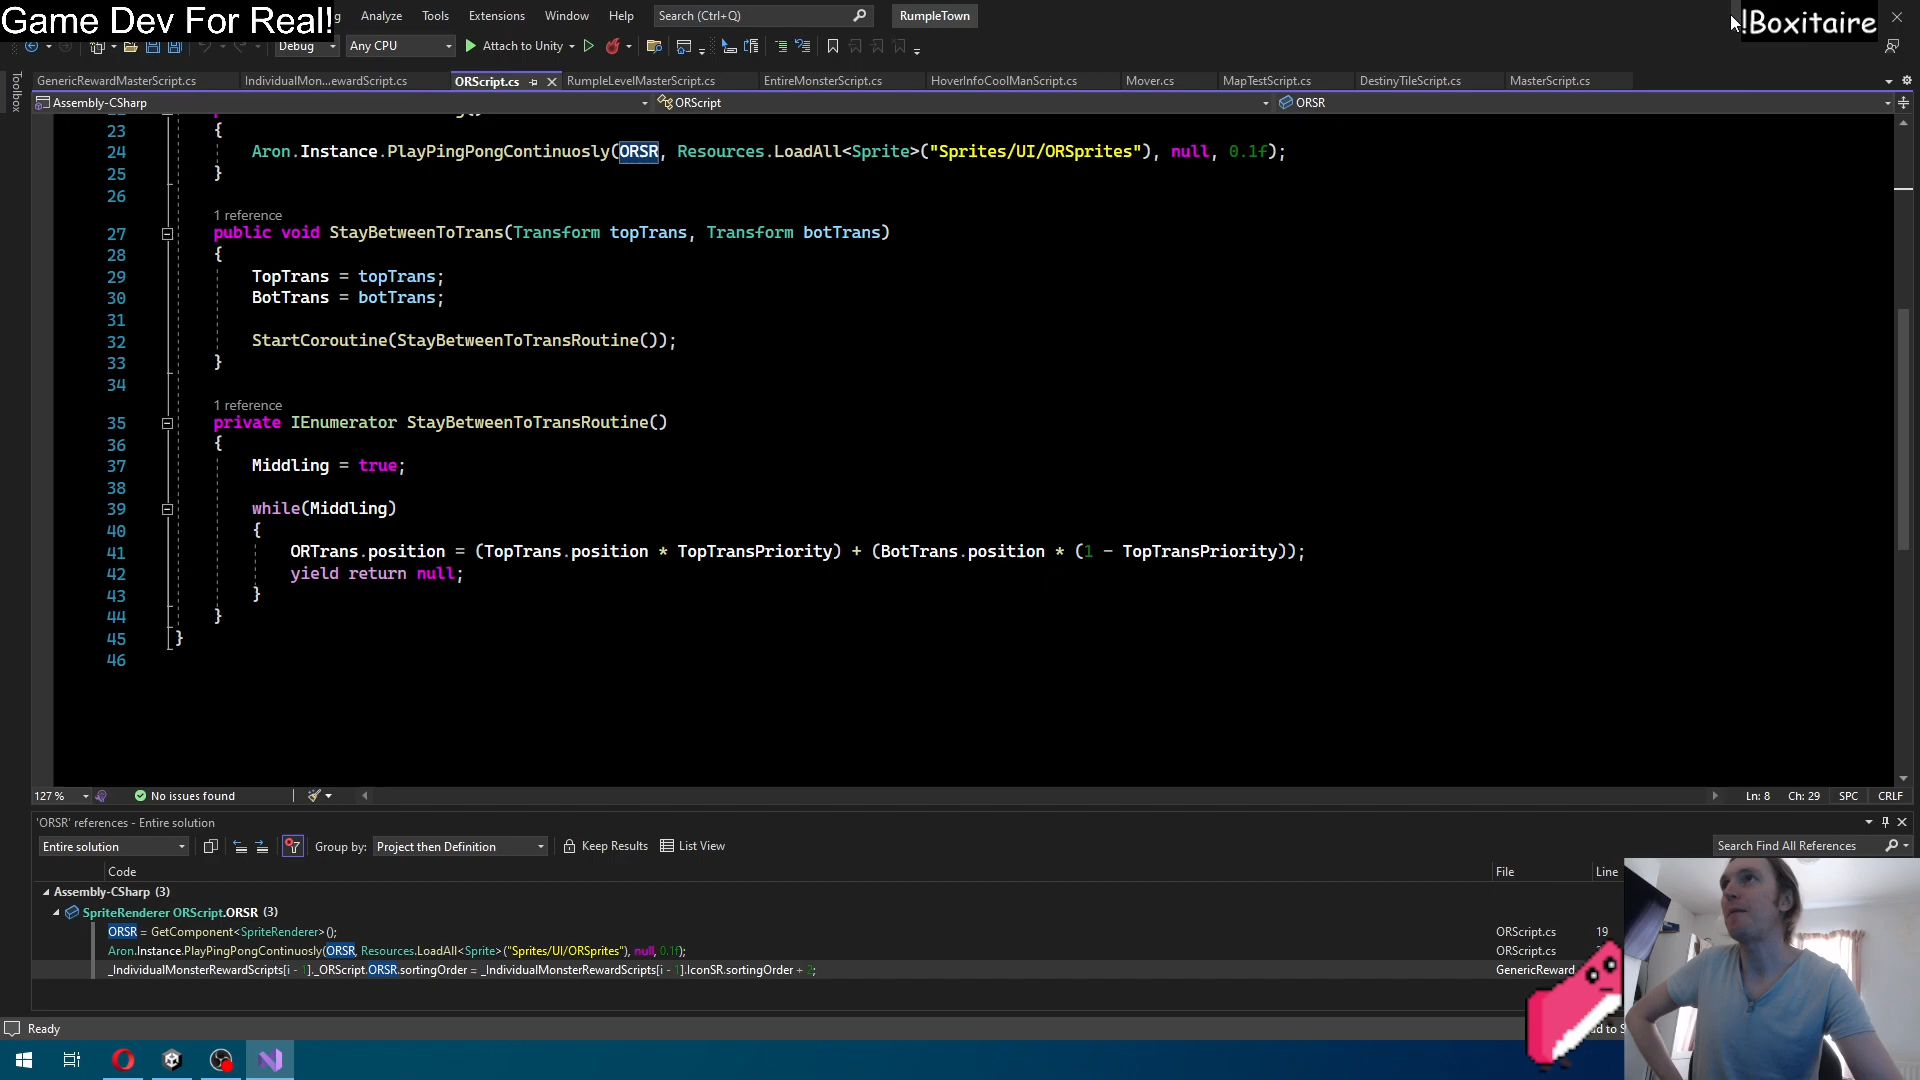 Game Dev For Real!
Analyze
Tools
Extensions
Window
Help
Search (Ctrl+Q)
RumpleTown
!Boxitaire
Debug
Any CPU
Attach to Unity
Toolbox
GenericRewardMasterScript.cs
IndividualMon...ewardScript.cs
ORScript.cs
RumpleLevelMasterScript.cs
EntireMonsterScript.cs
HoverInfoCoolManScript.cs
Mover.cs
MapTestScript.cs
DestinyTileScript.cs
MasterScript.cs
Assembly-CSharp
ORScript
ORSR
23 {
24 Aron.Instance.PlayPingPongContinuosly(ORSR, Resources.LoadAll<Sprite>("Sprites/UI/ORSprites"), null, 0.1f);
25 }
26
1 reference
27 public void StayBetweenToTrans(Transform topTrans, Transform botTrans)
28 {
29 TopTrans = topTrans;
30 BotTrans = botTrans;
31
32 StartCoroutine(StayBetweenToTransRoutine());
33 }
34
1 reference
35 private IEnumerator StayBetweenToTransRoutine()
36 {
37 Middling = true;
38
39 while(Middling)
40 {
41 ORTrans.position = (TopTrans.position * TopTransPriority) + (BotTrans.position * (1 - TopTransPriority));
42 yield return null;
43 }
44 }
45 }
46
127 %
No issues found
Ln: 8
Ch: 29
SPC
CRLF
'ORSR' references - Entire solution
Entire solution
Group by:
Project then Definition
Keep Results
List View
Search Find All References
Code
File
Line
Assembly-CSharp (3)
SpriteRenderer ORScript.ORSR (3)
ORSR = GetComponent<SpriteRenderer>();
ORScript.cs
19
Aron.Instance.PlayPingPongContinuosly(ORSR, Resources.LoadAll<Sprite>("Sprites/UI/ORSprites"), null, 0.1f);
ORScript.cs
_IndividualMonsterRewardScripts[i - 1]._ORScript.ORSR.sortingOrder = _IndividualMonsterRewardScripts[i - 1].IconSR.sortingOrder + 2;
GenericReward
Ready